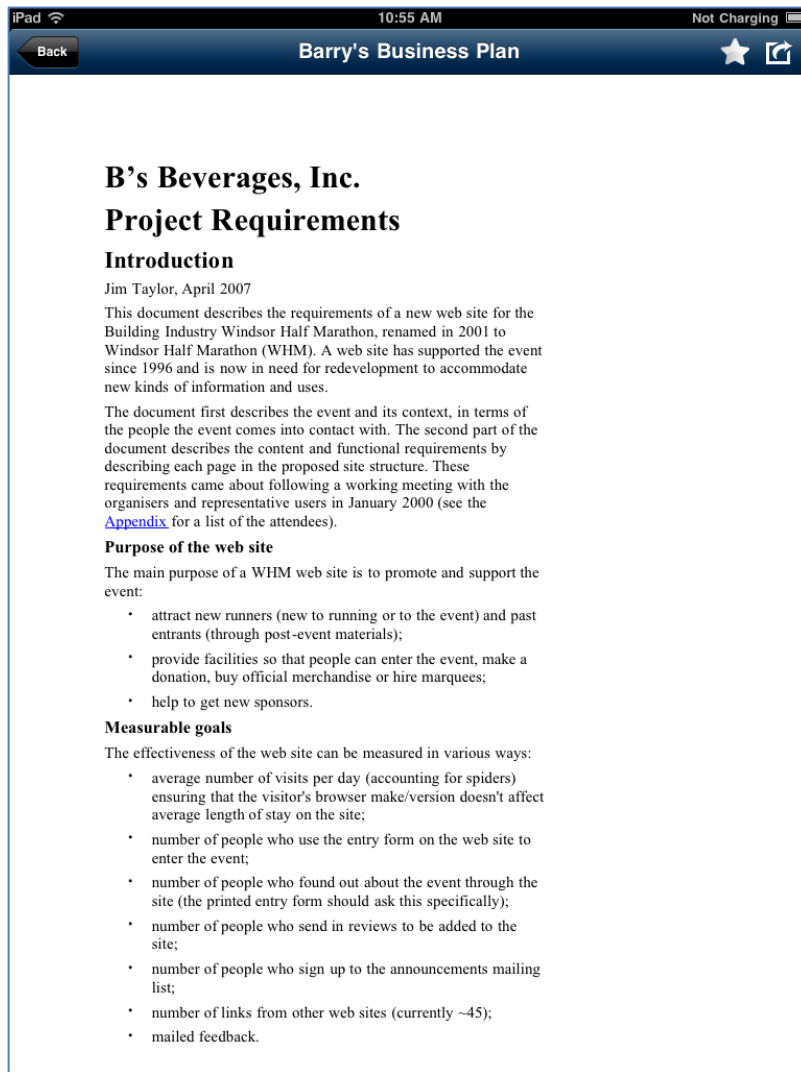 iPad 10:55 AM Not Charging
Back Barry's Business Plan
B's Beverages, Inc.
Project Requirements
Introduction
Jim Taylor, April 2007
This document describes the requirements of a new web site for the
Building Industry Windsor Half Marathon, renamed in 2001 to
Windsor Half Marathon (WHM). A web site has supported the event
since 1996 and is now in need for redevelopment to accommodate
new kinds of information and uses.
The document first describes the event and its context, in terms of
the people the event comes into contact with. The second part of the
document describes the content and functional requirements by
describing each page in the proposed site structure. These
requirements came about following a working meeting with the
organisers and representative users in January 2000 (see the
Appendix for a list of the attendees).
Purpose of the web site
The main purpose of a WHM web site is to promote and support the
event:
• attract new runners (new to running or to the event) and past
entrants (through post-event materials);
• provide facilities so that people can enter the event, make a
donation, buy official merchandise or hire marquees;
• help to get new sponsors.
Measurable goals
The effectiveness of the web site can be measured in various ways:
• average number of visits per day (accounting for spiders)
ensuring that the visitor's browser make/version doesn't affect
average length of stay on the site;
• number of people who use the entry form on the web site to
enter the event;
• number of people who found out about the event through the
site (the printed entry form should ask this specifically);
• number of people who send in reviews to be added to the
site;
• number of people who sign up to the announcements mailing
list;
• number of links from other web sites (currently ~45);
• mailed feedback.